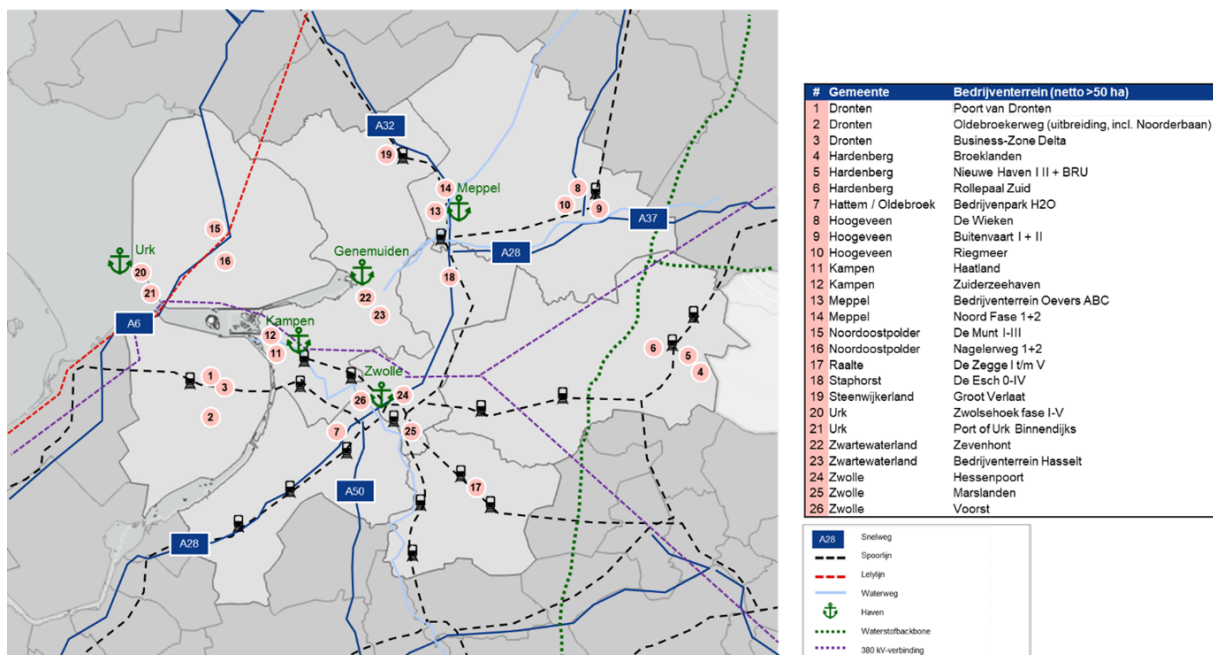 A32
19
14
Meppel
13
8
10
9
A37
A28
15
16
Urk
20
21
A6
Genemuiden
22
23
18
Kampen
12
11
6
5
4
1
3
2
Zwolle
26
24
25
7
17
A50
A28
# Gemeente Bedrijventerrein (netto >50 ha)
1 Dronten Poort van Dronten
2 Dronten Oldebroekerweg (uitbreiding, incl. Noorderbaan)
3 Dronten Business-Zone Delta
4 Hardenberg Broeklanden
5 Hardenberg Nieuwe Haven I II + BRU
6 Hardenberg Rollepaal Zuid
7 Hattem / Oldebroek Bedrijvenpark H2O
8 Hoogeveen De Wieken
9 Hoogeveen Buitenvaart I + II
10 Hoogeveen Riegmeer
11 Kampen Haatland
12 Kampen Zuiderzeehaven
13 Meppel Bedrijventerrein Oevers ABC
14 Meppel Noord Fase 1+2
15 Noordoostpolder De Munt I-III
16 Noordoostpolder Nagelerweg 1+2
17 Raalte De Zegge I t/m V
18 Staphorst De Esch 0-IV
19 Steenwijkerland Groot Verlaat
20 Urk Zwolsehoek fase I-V
21 Urk Port of Urk Binnendijks
22 Zwartewaterland Zevenhont
23 Zwartewaterland Bedrijventerrein Hasselt
24 Zwolle Hessenpoort
25 Zwolle Marslanden
26 Zwolle Voorst
A28 Snelweg
Spoorlijn
Lelylijn
Waterweg
Haven
Waterstofbackbone
380 kV-verbinding